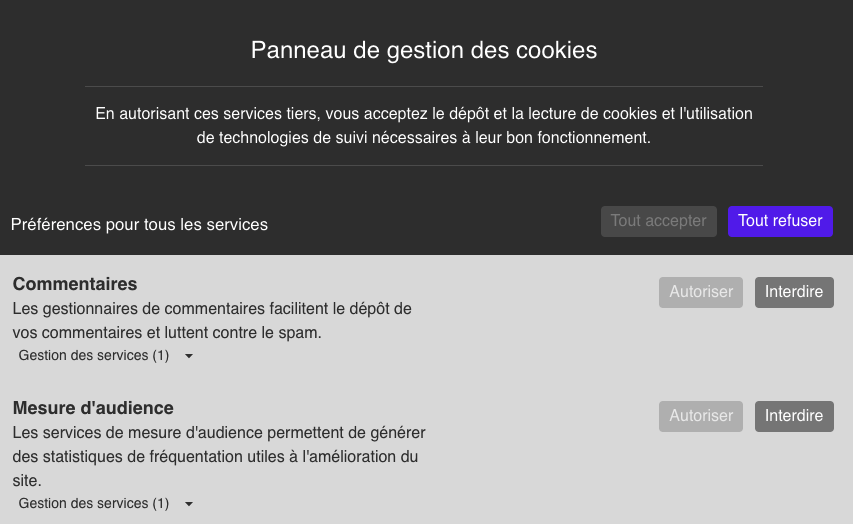 Panneau de gestion des cookies
En autorisant ces services tiers, vous acceptez le dépôt et la lecture de cookies et l'utilisation
de technologies de suivi nécessaires à leur bon fonctionnement.
Préférences pour tous les services
Tout accepter
Tout refuser
Commentaires
Les gestionnaires de commentaires facilitent le dépôt de
vos commentaires et luttent contre le spam.
Gestion des services (1)
Autoriser
Interdire
Mesure d'audience
Les services de mesure d'audience permettent de générer
des statistiques de fréquentation utiles à l'amélioration du
site.
Gestion des services (1)
Autoriser
Interdire